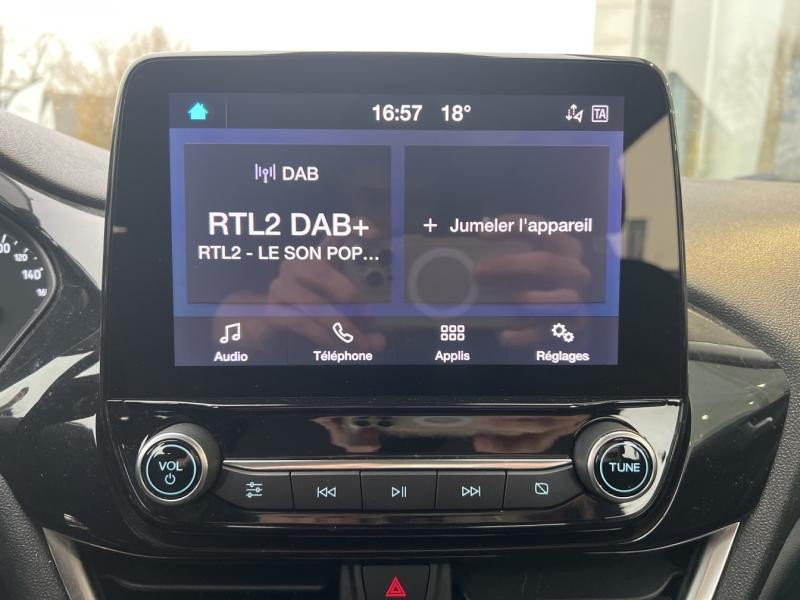 16:57 18° TA
DAB
RTL2 DAB+
RTL2 - LE SON POP...
+ Jumeler l'appareil
Audio Téléphone Applis Réglages
120
140
VOL
TUNE